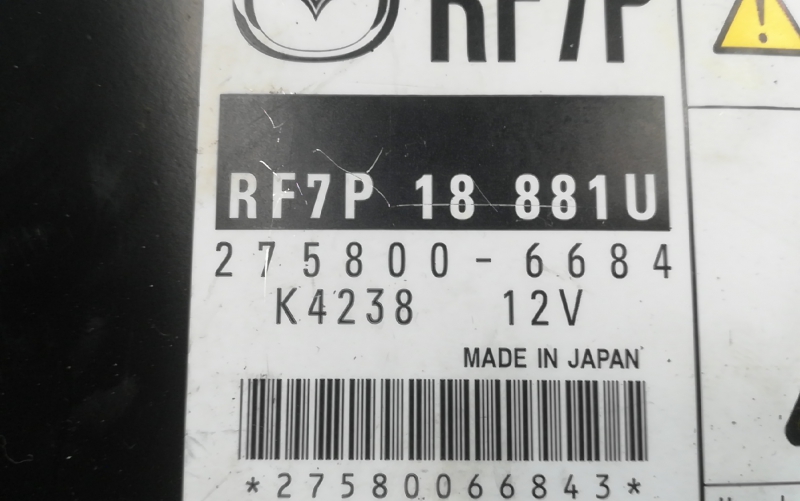 RF7P
RF7P 18 881U
275800-6684
K4238 12V
MADE IN JAPAN
*27580066843*